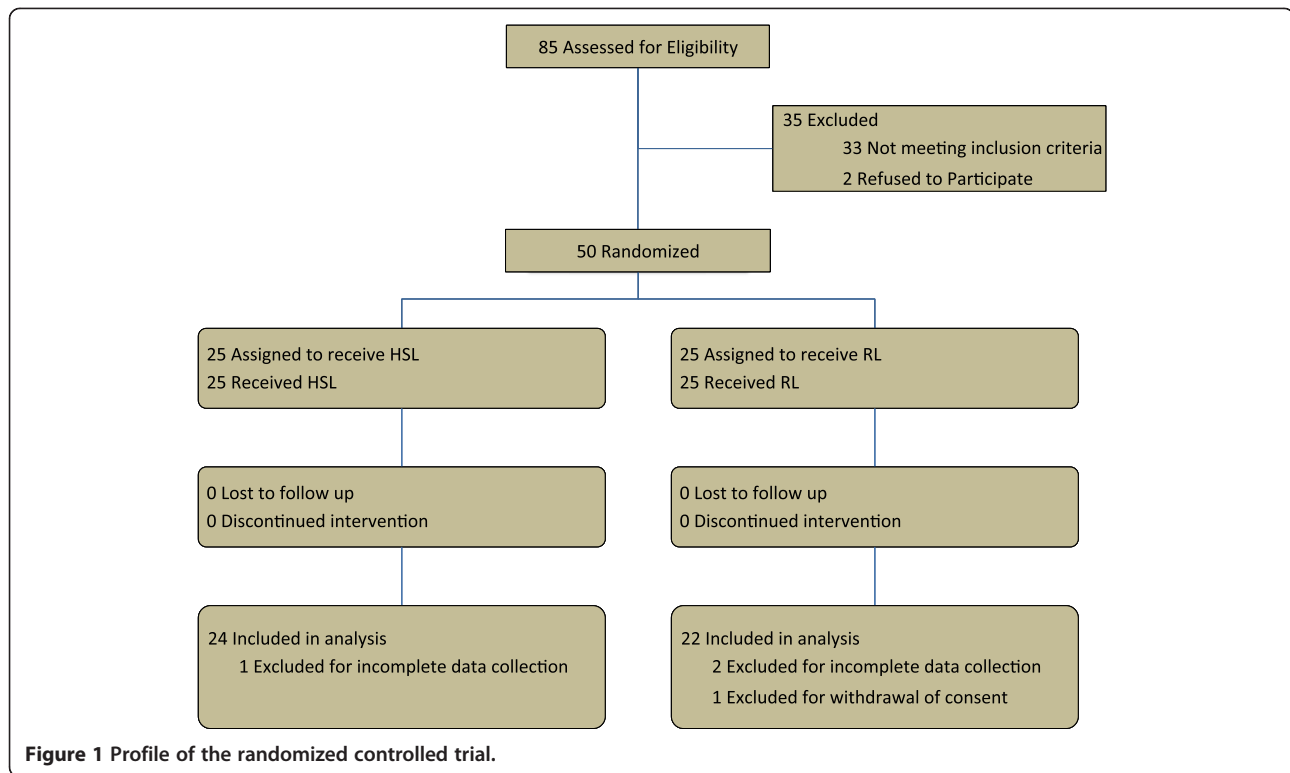 85 Assessed for Eligibility
35 Excluded
33 Not meeting inclusion criteria
2 Refused to Participate
50 Randomized
25 Assigned to receive HSL
25 Received HSL
25 Assigned to receive RL
25 Received RL
0 Lost to follow up
0 Discontinued intervention
0 Lost to follow up
0 Discontinued intervention
24 Included in analysis
1 Excluded for incomplete data collection
22 Included in analysis
2 Excluded for incomplete data collection
1 Excluded for withdrawal of consent
Figure 1 Profile of the randomized controlled trial.